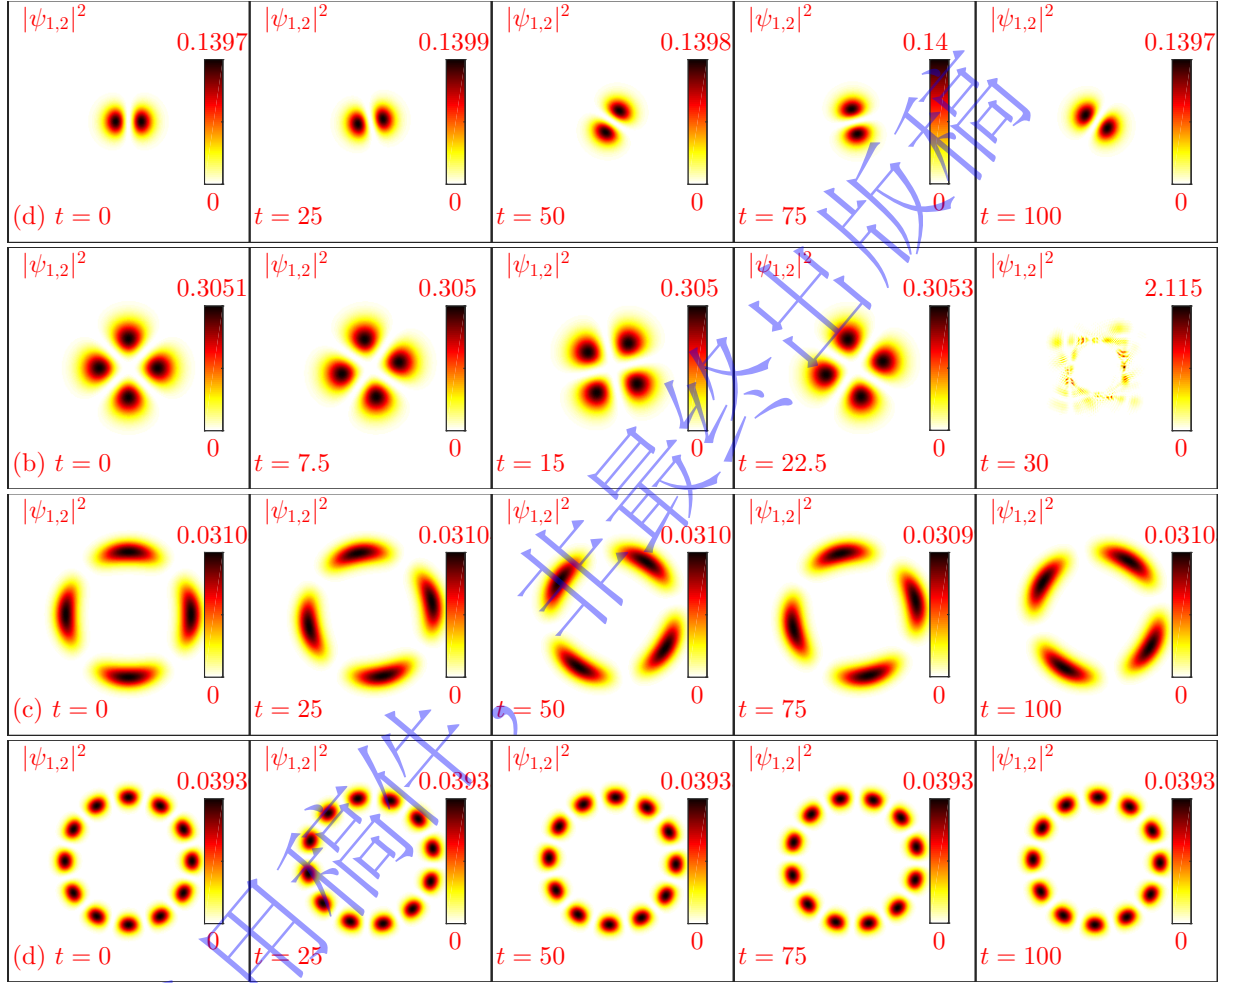 |ψ₁,₂|² |ψ₁,₂|² |ψ₁,₂|² |ψ₁,₂|² |ψ₁,₂|²
0.1397 0.1399 0.1398 0.14 0.1397
0 0 0 0 0
(d) t = 0 t = 25 t = 50 t = 75 t = 100
|ψ₁,₂|² |ψ₁,₂|² |ψ₁,₂|² |ψ₁,₂|² |ψ₁,₂|²
0.3051 0.305 0.305 0.3053 2.115
0 0 0 0 0
(b) t = 0 t = 7.5 t = 15 t = 22.5 t = 30
|ψ₁,₂|² |ψ₁,₂|² |ψ₁,₂|² |ψ₁,₂|² |ψ₁,₂|²
0.0310 0.0310 0.0310 0.0309 0.0310
0 0 0 0 0
(c) t = 0 t = 25 t = 50 t = 75 t = 100
|ψ₁,₂|² |ψ₁,₂|² |ψ₁,₂|² |ψ₁,₂|² |ψ₁,₂|²
0.0393 0.0393 0.0393 0.0393 0.0393
0 0 0 0 0
(d) t = 0 t = 25 t = 50 t = 75 t = 100
用稿件，非最终出版稿